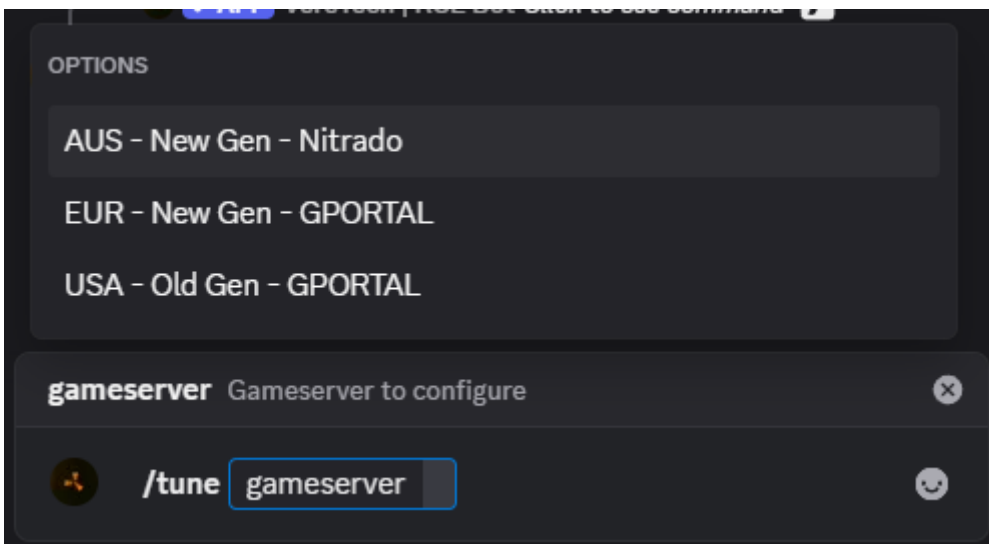 OPTIONS
AUS - New Gen - Nitrado
EUR - New Gen - GPORTAL
USA - Old Gen - GPORTAL
gameserver Gameserver to configure
/tune gameserver